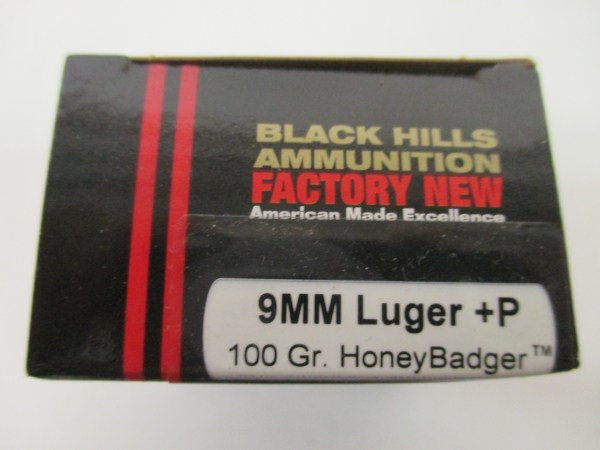 BLACK HILLS
AMMUNITION
FACTORY NEW
American Made Excellence
9MM Luger +P
100 Gr. HoneyBadger™